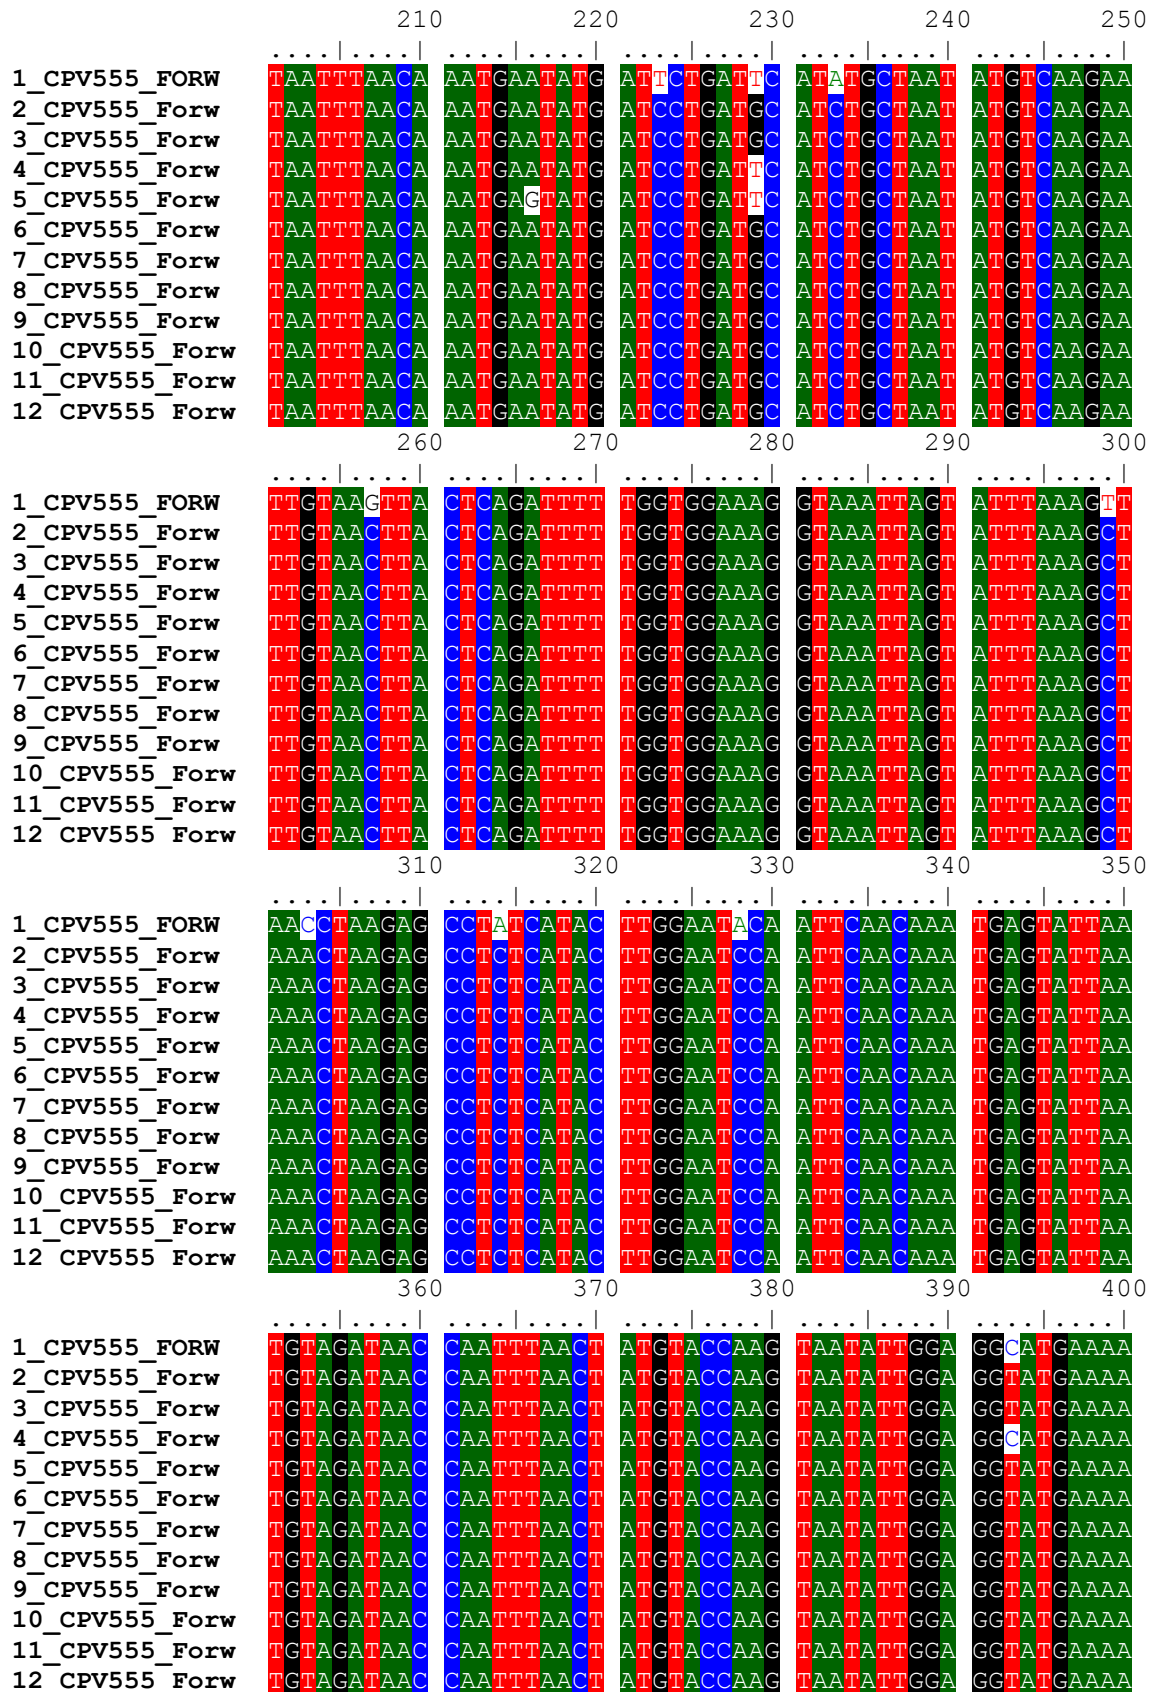 210 220 230 240 250
....|....| ....|....| ....|....| ....|....| ....|....|
1_CPV555_FORW TAATTTAACA AATGAATATG ATTCTGATTC ATATGCTAAT ATGTCAAGAA
2_CPV555_Forw TAATTTAACA AATGAATATG ATCCTGATGC ATCTGCTAAT ATGTCAAGAA
3_CPV555_Forw TAATTTAACA AATGAATATG ATCCTGATGC ATCTGCTAAT ATGTCAAGAA
4_CPV555_Forw TAATTTAACA AATGAATATG ATCCTGATTC ATCTGCTAAT ATGTCAAGAA
5_CPV555_Forw TAATTTAACA AATGAGTATG ATCCTGATTC ATCTGCTAAT ATGTCAAGAA
6_CPV555_Forw TAATTTAACA AATGAATATG ATCCTGATGC ATCTGCTAAT ATGTCAAGAA
7_CPV555_Forw TAATTTAACA AATGAATATG ATCCTGATGC ATCTGCTAAT ATGTCAAGAA
8_CPV555_Forw TAATTTAACA AATGAATATG ATCCTGATGC ATCTGCTAAT ATGTCAAGAA
9_CPV555_Forw TAATTTAACA AATGAATATG ATCCTGATGC ATCTGCTAAT ATGTCAAGAA
10_CPV555_Forw TAATTTAACA AATGAATATG ATCCTGATGC ATCTGCTAAT ATGTCAAGAA
11_CPV555_Forw TAATTTAACA AATGAATATG ATCCTGATGC ATCTGCTAAT ATGTCAAGAA
12 CPV555 Forw TAATTTAACA AATGAATATG ATCCTGATGC ATCTGCTAAT ATGTCAAGAA
260 270 280 290 300
....|....| ....|....| ....|....| ....|....| ....|....|
1_CPV555_FORW TTGTAAGTTA CTCAGATTTT TGGTGGAAAG GTAAATTAGT ATTTAAAGTT
2_CPV555_Forw TTGTAACTTA CTCAGATTTT TGGTGGAAAG GTAAATTAGT ATTTAAAGCT
3_CPV555_Forw TTGTAACTTA CTCAGATTTT TGGTGGAAAG GTAAATTAGT ATTTAAAGCT
4_CPV555_Forw TTGTAACTTA CTCAGATTTT TGGTGGAAAG GTAAATTAGT ATTTAAAGCT
5_CPV555_Forw TTGTAACTTA CTCAGATTTT TGGTGGAAAG GTAAATTAGT ATTTAAAGCT
6_CPV555_Forw TTGTAACTTA CTCAGATTTT TGGTGGAAAG GTAAATTAGT ATTTAAAGCT
7_CPV555_Forw TTGTAACTTA CTCAGATTTT TGGTGGAAAG GTAAATTAGT ATTTAAAGCT
8_CPV555_Forw TTGTAACTTA CTCAGATTTT TGGTGGAAAG GTAAATTAGT ATTTAAAGCT
9_CPV555_Forw TTGTAACTTA CTCAGATTTT TGGTGGAAAG GTAAATTAGT ATTTAAAGCT
10_CPV555_Forw TTGTAACTTA CTCAGATTTT TGGTGGAAAG GTAAATTAGT ATTTAAAGCT
11_CPV555_Forw TTGTAACTTA CTCAGATTTT TGGTGGAAAG GTAAATTAGT ATTTAAAGCT
12 CPV555 Forw TTGTAACTTA CTCAGATTTT TGGTGGAAAG GTAAATTAGT ATTTAAAGCT
310 320 330 340 350
....|....| ....|....| ....|....| ....|....| ....|....|
1_CPV555_FORW AACCTAAGAG CCTATCATAC TTGGAATACA ATTCAACAAA TGAGTATTAA
2_CPV555_Forw AAACTAAGAG CCTCTCATAC TTGGAATCCA ATTCAACAAA TGAGTATTAA
3_CPV555_Forw AAACTAAGAG CCTCTCATAC TTGGAATCCA ATTCAACAAA TGAGTATTAA
4_CPV555_Forw AAACTAAGAG CCTCTCATAC TTGGAATCCA ATTCAACAAA TGAGTATTAA
5_CPV555_Forw AAACTAAGAG CCTCTCATAC TTGGAATCCA ATTCAACAAA TGAGTATTAA
6_CPV555_Forw AAACTAAGAG CCTCTCATAC TTGGAATCCA ATTCAACAAA TGAGTATTAA
7_CPV555_Forw AAACTAAGAG CCTCTCATAC TTGGAATCCA ATTCAACAAA TGAGTATTAA
8_CPV555_Forw AAACTAAGAG CCTCTCATAC TTGGAATCCA ATTCAACAAA TGAGTATTAA
9_CPV555_Forw AAACTAAGAG CCTCTCATAC TTGGAATCCA ATTCAACAAA TGAGTATTAA
10_CPV555_Forw AAACTAAGAG CCTCTCATAC TTGGAATCCA ATTCAACAAA TGAGTATTAA
11_CPV555_Forw AAACTAAGAG CCTCTCATAC TTGGAATCCA ATTCAACAAA TGAGTATTAA
12 CPV555 Forw AAACTAAGAG CCTCTCATAC TTGGAATCCA ATTCAACAAA TGAGTATTAA
360 370 380 390 400
....|....| ....|....| ....|....| ....|....| ....|....|
1_CPV555_FORW TGTAGATAAC CAATTTAACT ATGTACCAAG TAATATTGGA GGCATGAAAA
2_CPV555_Forw TGTAGATAAC CAATTTAACT ATGTACCAAG TAATATTGGA GGTATGAAAA
3_CPV555_Forw TGTAGATAAC CAATTTAACT ATGTACCAAG TAATATTGGA GGTATGAAAA
4_CPV555_Forw TGTAGATAAC CAATTTAACT ATGTACCAAG TAATATTGGA GGCATGAAAA
5_CPV555_Forw TGTAGATAAC CAATTTAACT ATGTACCAAG TAATATTGGA GGTATGAAAA
6_CPV555_Forw TGTAGATAAC CAATTTAACT ATGTACCAAG TAATATTGGA GGTATGAAAA
7_CPV555_Forw TGTAGATAAC CAATTTAACT ATGTACCAAG TAATATTGGA GGTATGAAAA
8_CPV555_Forw TGTAGATAAC CAATTTAACT ATGTACCAAG TAATATTGGA GGTATGAAAA
9_CPV555_Forw TGTAGATAAC CAATTTAACT ATGTACCAAG TAATATTGGA GGTATGAAAA
10_CPV555_Forw TGTAGATAAC CAATTTAACT ATGTACCAAG TAATATTGGA GGTATGAAAA
11_CPV555_Forw TGTAGATAAC CAATTTAACT ATGTACCAAG TAATATTGGA GGTATGAAAA
12 CPV555 Forw TGTAGATAAC CAATTTAACT ATGTACCAAG TAATATTGGA GGTATGAAAA